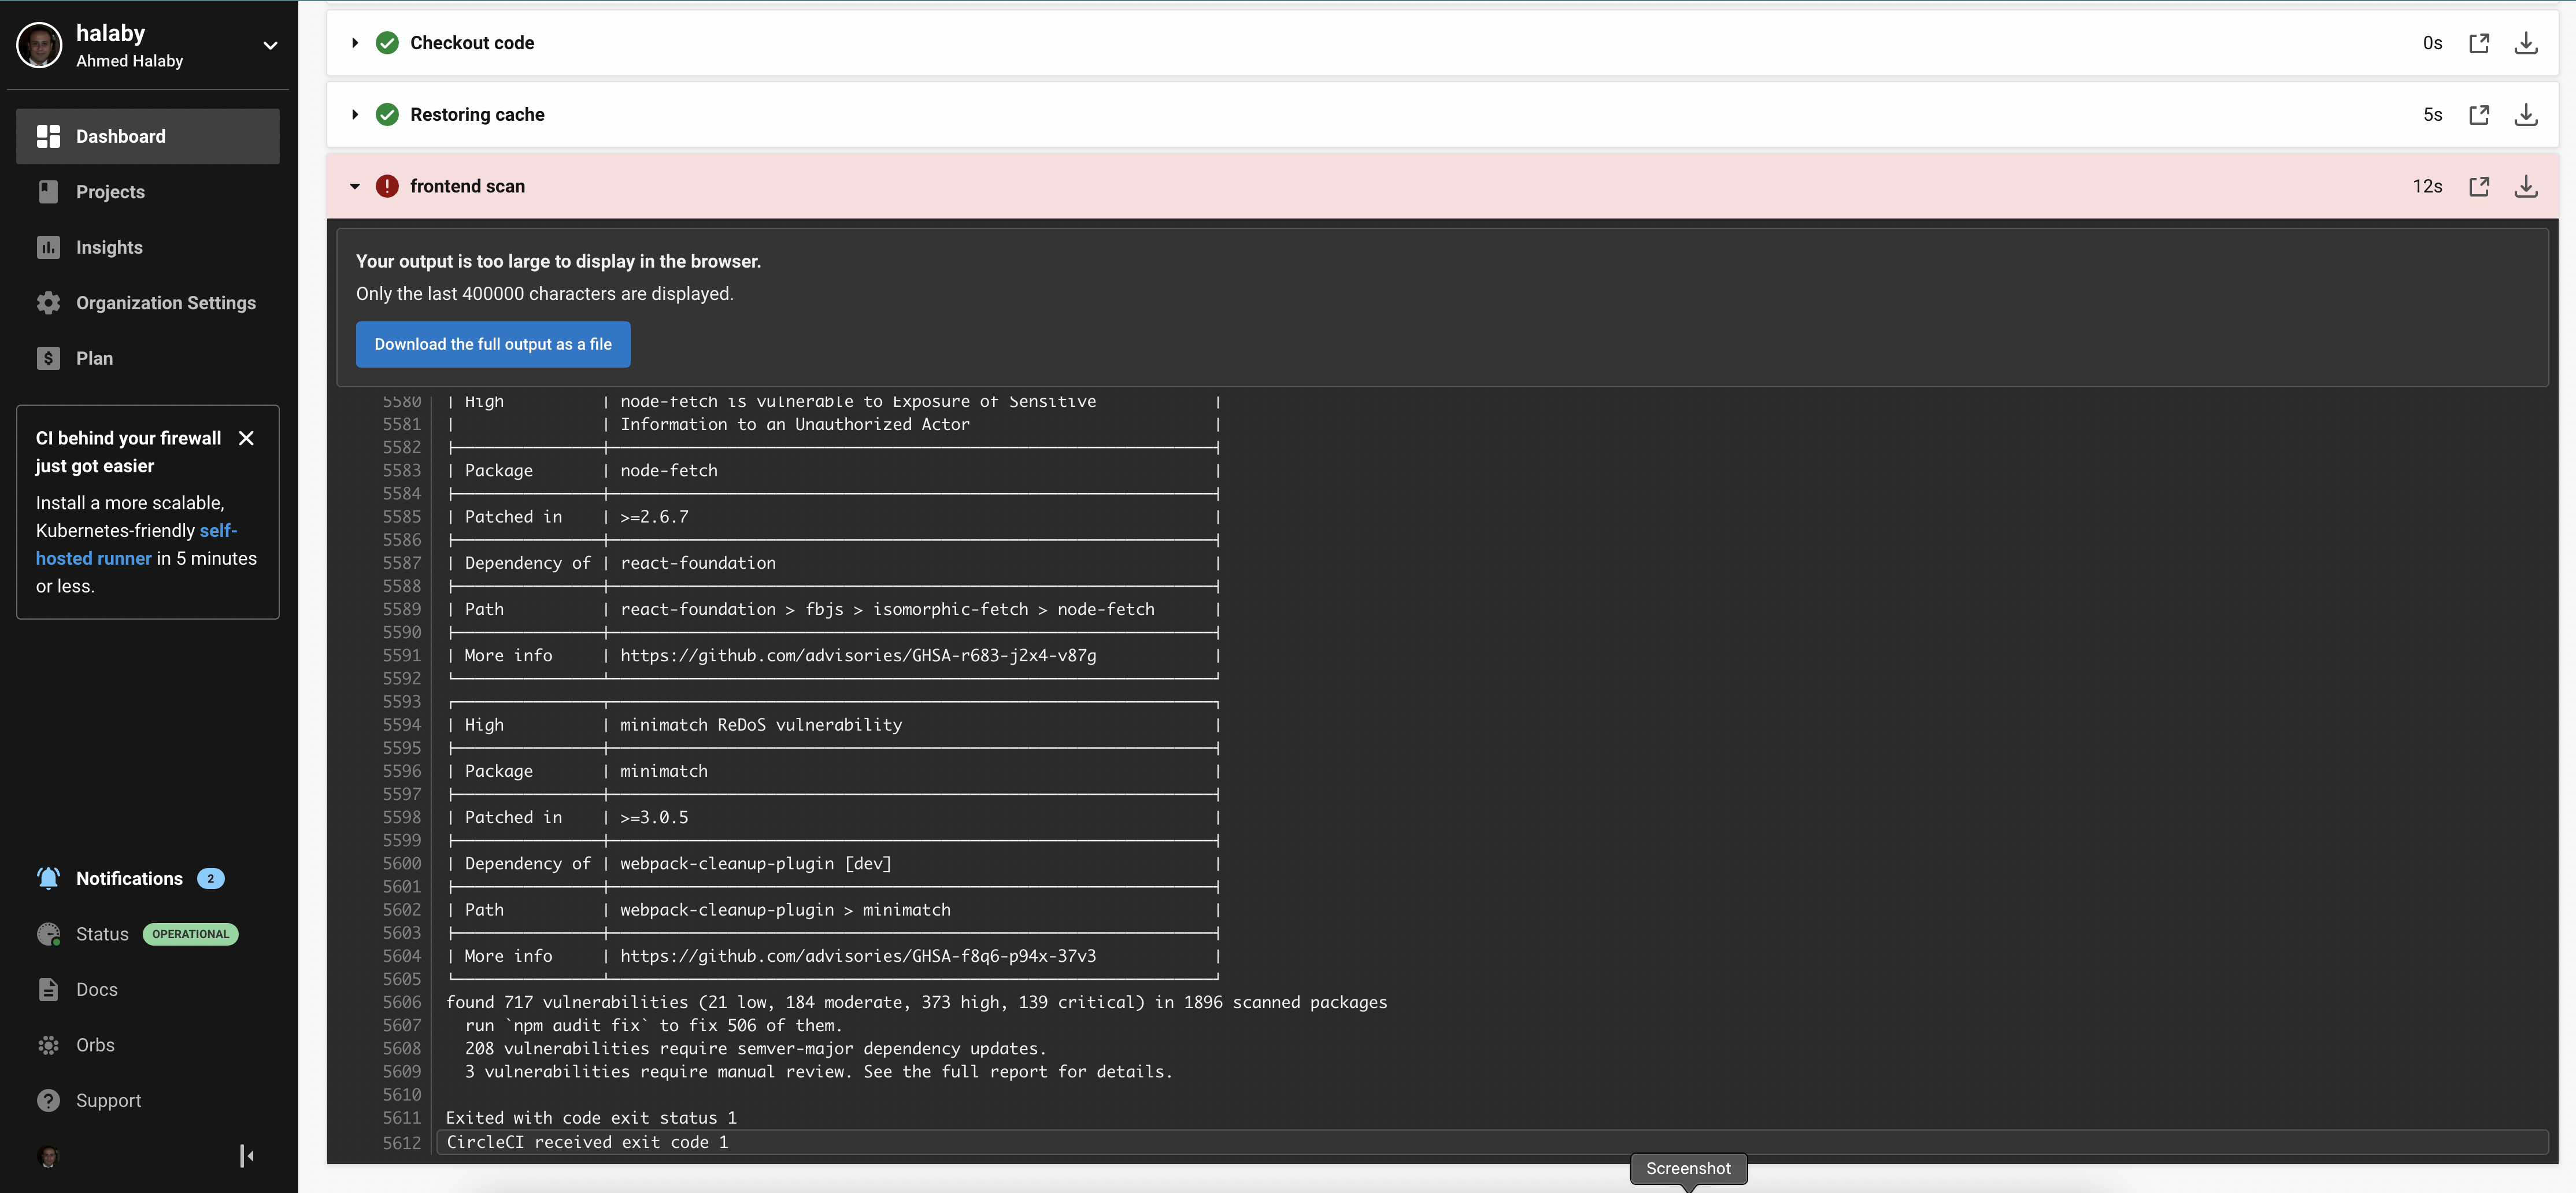 halaby
Ahmed Halaby
Dashboard
Projects
Insights
Organization Settings
Plan
CI behind your firewall
just got easier
Install a more scalable,
Kubernetes-friendly self-
hosted runner in 5 minutes
or less.
Notifications 2
Status OPERATIONAL
Docs
Orbs
Support
Checkout code 0s
Restoring cache 5s
frontend scan 12s
Your output is too large to display in the browser.
Only the last 400000 characters are displayed.
Download the full output as a file
5580 | High | node-fetch is vulnerable to Exposure of Sensitive |
5581 | | Information to an Unauthorized Actor |
5582
5583 | Package | node-fetch |
5584
5585 | Patched in | >=2.6.7 |
5586
5587 | Dependency of | react-foundation |
5588
5589 | Path | react-foundation > fbjs > isomorphic-fetch > node-fetch |
5590
5591 | More info | https://github.com/advisories/GHSA-r683-j2x4-v87g |
5592
5593
5594 | High | minimatch ReDoS vulnerability |
5595
5596 | Package | minimatch |
5597
5598 | Patched in | >=3.0.5 |
5599
5600 | Dependency of | webpack-cleanup-plugin [dev] |
5601
5602 | Path | webpack-cleanup-plugin > minimatch |
5603
5604 | More info | https://github.com/advisories/GHSA-f8q6-p94x-37v3 |
5605
5606 found 717 vulnerabilities (21 low, 184 moderate, 373 high, 139 critical) in 1896 scanned packages
5607 run `npm audit fix` to fix 506 of them.
5608 208 vulnerabilities require semver-major dependency updates.
5609 3 vulnerabilities require manual review. See the full report for details.
5610
5611 Exited with code exit status 1
5612 CircleCI received exit code 1
Screenshot